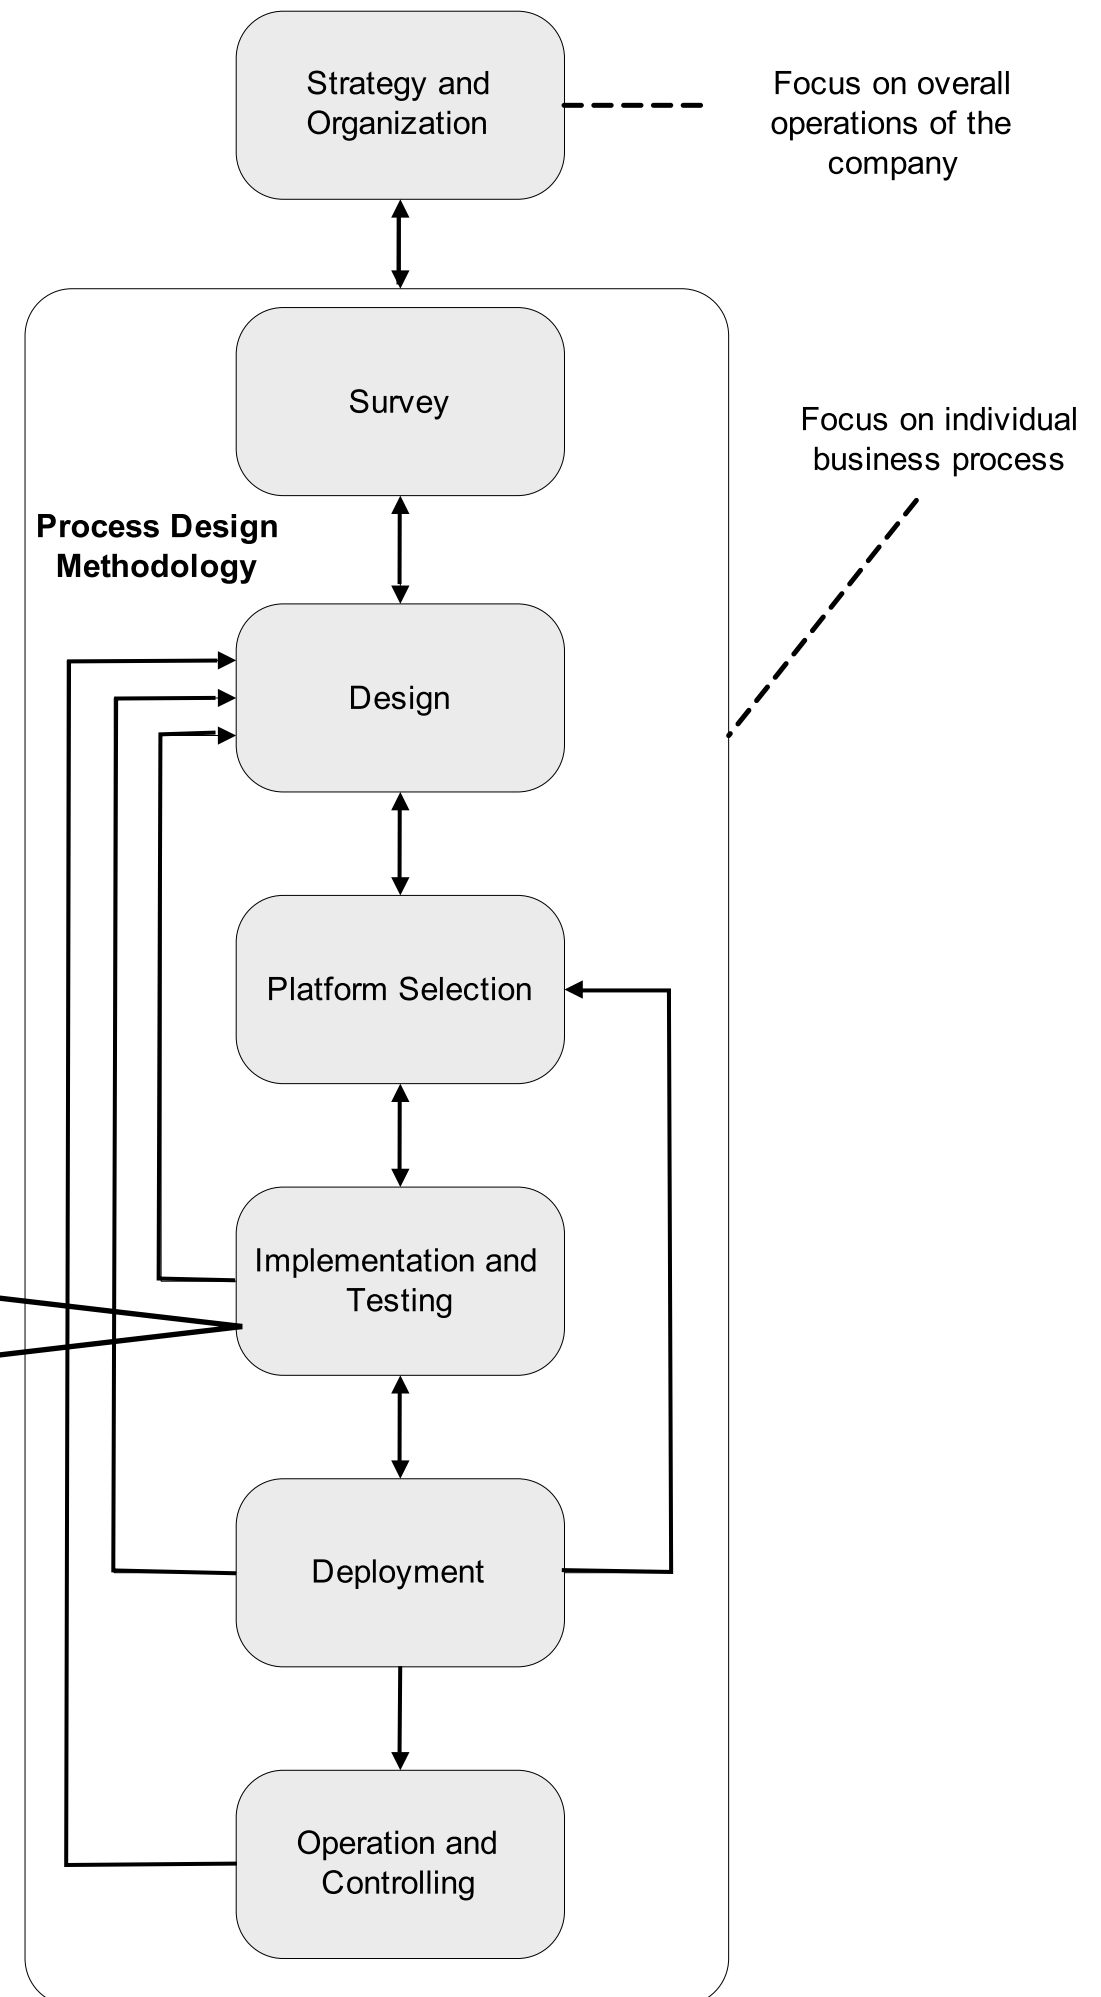 Strategy and
Organization
Focus on overall
operations of the
company
Survey
Focus on individual
business process
Process Design
Methodology
Design
Platform Selection
Implementation and
Testing
Deployment
Operation and
Controlling